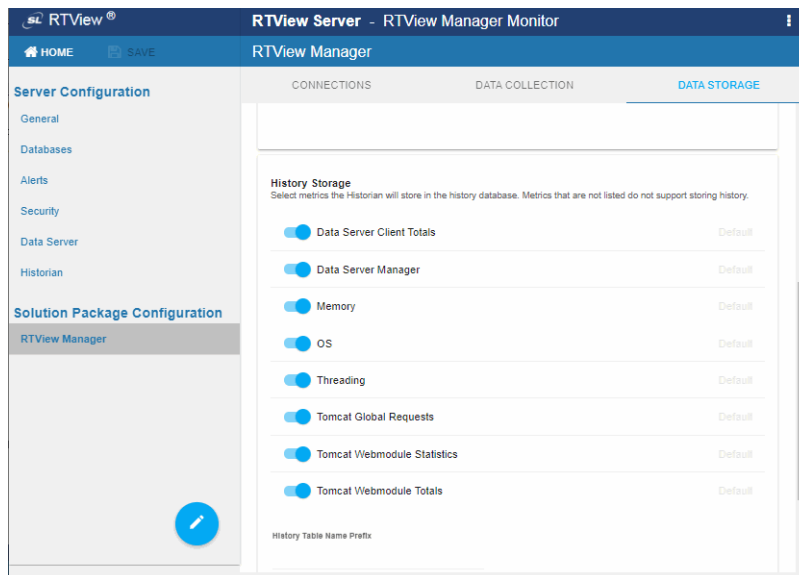 SL RTView ®
RTView Server - RTView Manager Monitor
HOME
SAVE
RTView Manager
Server Configuration
General
Databases
Alerts
Security
Data Server
Historian
Solution Package Configuration
RTView Manager
CONNECTIONS
DATA COLLECTION
DATA STORAGE
History Storage
Select metrics the Historian will store in the history database. Metrics that are not listed do not support storing history.
Data Server Client Totals Default
Data Server Manager Default
Memory Default
OS Default
Threading Default
Tomcat Global Requests Default
Tomcat Webmodule Statistics Default
Tomcat Webmodule Totals Default
History Table Name Prefix